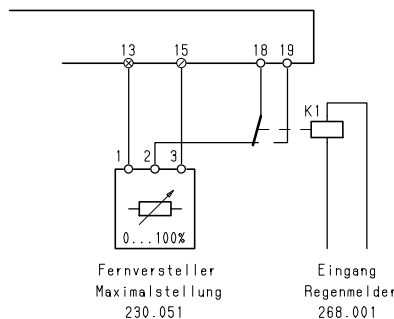 13 15 18 19
K1
1 2 3
0...100%
Fernversteller Eingang
Maximalstellung Regenmelder
230.051 268.001